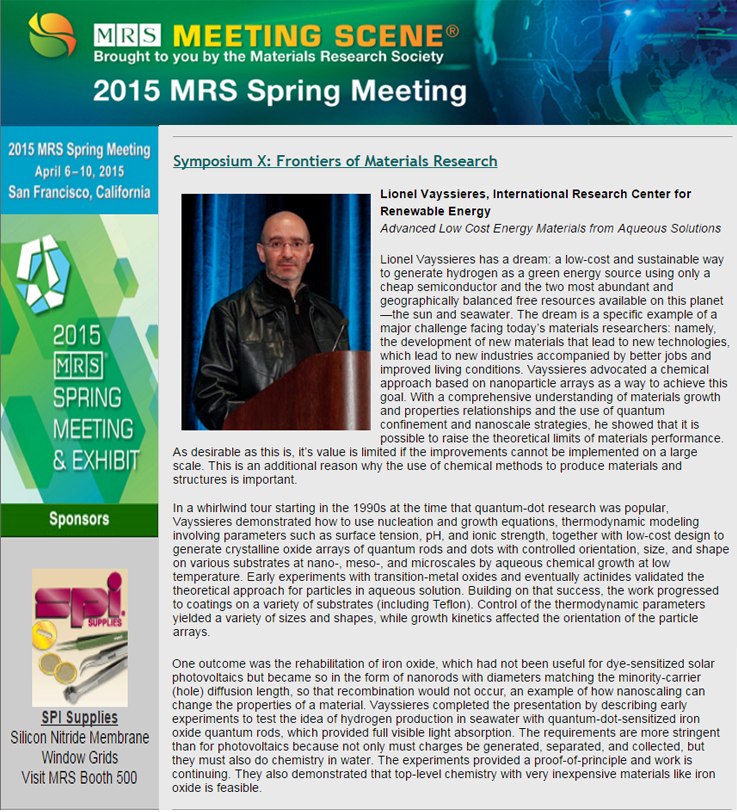 MRS MEETING SCENE®
Brought to you by the Materials Research Society
2015 MRS Spring Meeting
2015 MRS Spring Meeting
April 6–10, 2015
San Francisco, California
2015
MRS®
SPRING
MEETING
& EXHIBIT
Sponsors
spi
SUPPLIES
SPI Supplies
Silicon Nitride Membrane
Window Grids
Visit MRS Booth 500
Symposium X: Frontiers of Materials Research
Lionel Vayssieres, International Research Center for
Renewable Energy
Advanced Low Cost Energy Materials from Aqueous Solutions
Lionel Vayssieres has a dream: a low-cost and sustainable way
to generate hydrogen as a green energy source using only a
cheap semiconductor and the two most abundant and
geographically balanced free resources available on this planet
—the sun and seawater. The dream is a specific example of a
major challenge facing today's materials researchers: namely,
the development of new materials that lead to new technologies,
which lead to new industries accompanied by better jobs and
improved living conditions. Vayssieres advocated a chemical
approach based on nanoparticle arrays as a way to achieve this
goal. With a comprehensive understanding of materials growth
and properties relationships and the use of quantum
confinement and nanoscale strategies, he showed that it is
possible to raise the theoretical limits of materials performance.
As desirable as this is, it's value is limited if the improvements cannot be implemented on a large
scale. This is an additional reason why the use of chemical methods to produce materials and
structures is important.
In a whirlwind tour starting in the 1990s at the time that quantum-dot research was popular,
Vayssieres demonstrated how to use nucleation and growth equations, thermodynamic modeling
involving parameters such as surface tension, pH, and ionic strength, together with low-cost design to
generate crystalline oxide arrays of quantum rods and dots with controlled orientation, size, and shape
on various substrates at nano-, meso-, and microscales by aqueous chemical growth at low
temperature. Early experiments with transition-metal oxides and eventually actinides validated the
theoretical approach for particles in aqueous solution. Building on that success, the work progressed
to coatings on a variety of substrates (including Teflon). Control of the thermodynamic parameters
yielded a variety of sizes and shapes, while growth kinetics affected the orientation of the particle
arrays.
One outcome was the rehabilitation of iron oxide, which had not been useful for dye-sensitized solar
photovoltaics but became so in the form of nanorods with diameters matching the minority-carrier
(hole) diffusion length, so that recombination would not occur, an example of how nanoscaling can
change the properties of a material. Vayssieres completed the presentation by describing early
experiments to test the idea of hydrogen production in seawater with quantum-dot-sensitized iron
oxide quantum rods, which provided full visible light absorption. The requirements are more stringent
than for photovoltaics because not only must charges be generated, separated, and collected, but
they must also do chemistry in water. The experiments provided a proof-of-principle and work is
continuing. They also demonstrated that top-level chemistry with very inexpensive materials like iron
oxide is feasible.